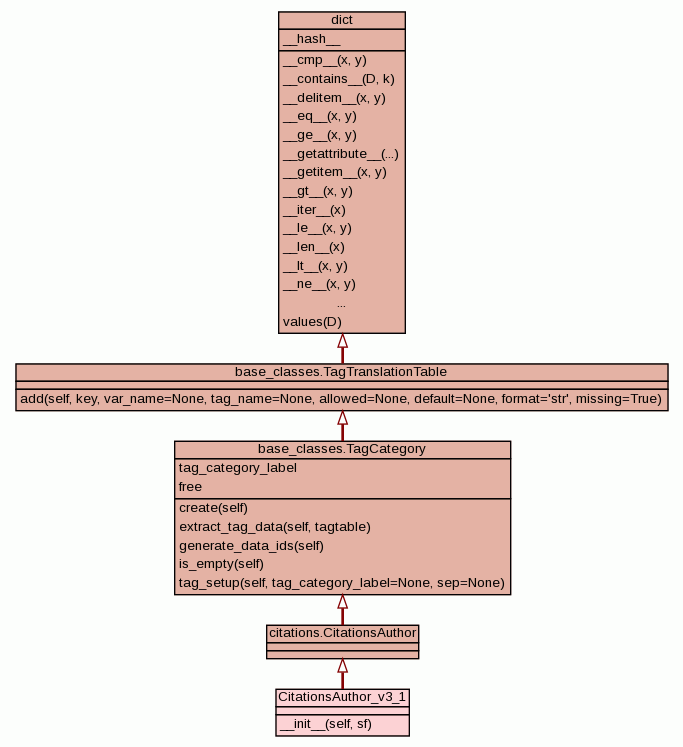 dict
__hash__
__cmp__(x, y)
__contains__(D, k)
__delitem__(x, y)
__eq__(x, y)
__ge__(x, y)
__getattribute__(...)
__getitem__(x, y)
__gt__(x, y)
__iter__(x)
__le__(x, y)
__len__(x)
__lt__(x, y)
__ne__(x, y)
...
values(D)
base_classes.TagTranslationTable
add(self, key, var_name=None, tag_name=None, allowed=None, default=None, format='str', missing=True)
base_classes.TagCategory
tag_category_label
free
create(self)
extract_tag_data(self, tagtable)
generate_data_ids(self)
is_empty(self)
tag_setup(self, tag_category_label=None, sep=None)
citations.CitationsAuthor
CitationsAuthor_v3_1
__init__(self, sf)